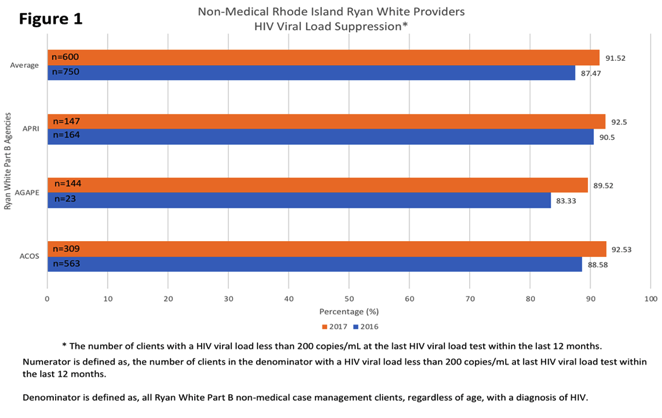 Figure 1
Non-Medical Rhode Island Ryan White Providers
HIV Viral Load Suppression*
Ryan White Part B Agencies
Average
n=600
91.52
n=750
87.47
APRI
n=147
92.5
n=164
90.5
AGAPE
n=144
89.52
n=23
83.33
ACOS
n=309
92.53
n=563
88.58
0 10 20 30 40 50 60 70 80 90 100
Percentage (%)
2017 2016
* The number of clients with a HIV viral load less than 200 copies/mL at the last HIV viral load test within the last 12 months.
Numerator is defined as, the number of clients in the denominator with a HIV viral load less than 200 copies/mL at last HIV viral load test within
the last 12 months.
Denominator is defined as, all Ryan White Part B non-medical case management clients, regardless of age, with a diagnosis of HIV.